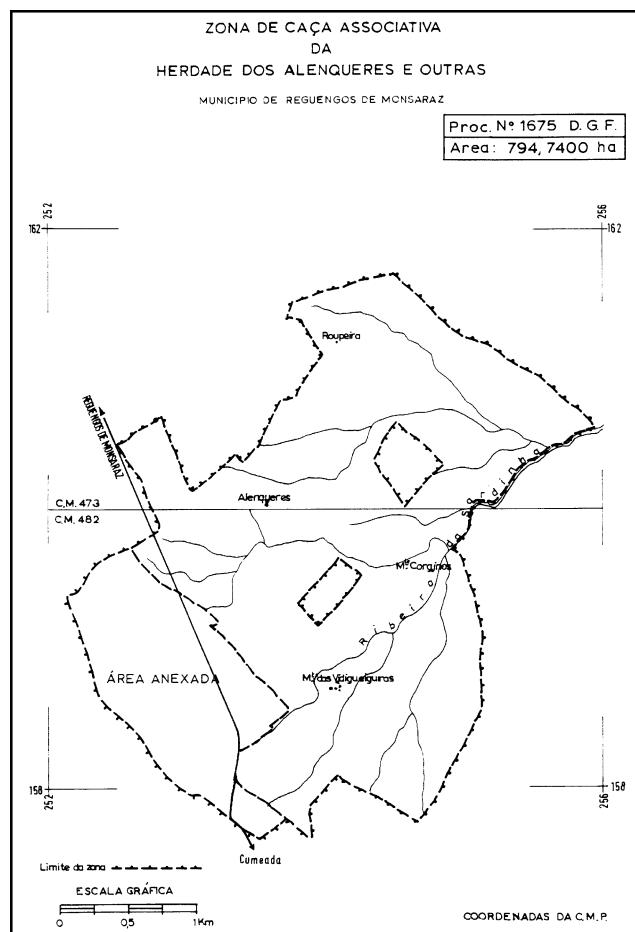 ZONA DE CAÇA ASSOCIATIVA
DA
HERDADE DOS ALENQUERES E OUTRAS
MUNICIPIO DE REGUENGOS DE MONSARAZ
Proc. Nº 1675 D. G. F.
Area: 794,7400 ha
252
256
162
162
Roupeira
REGUENGOS DE MONSARAZ
C.M. 473
C.M. 482
Alenqueres
Ribeira da Sardinha
ÁREA ANEXADA
158
158
252
256
Cumeada
Limite da zona
ESCALA GRÁFICA
0 0,5 1Km
COORDENADAS DA C.M.P.